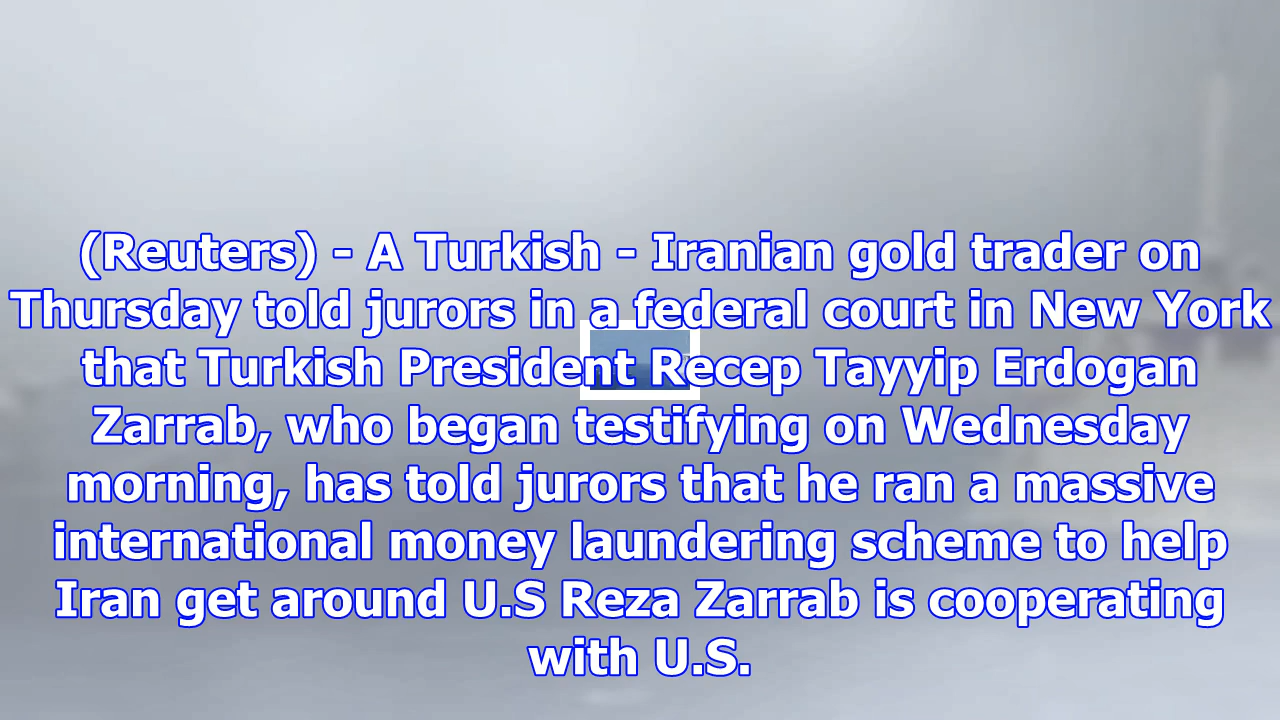 (Reuters) - A Turkish - Iranian gold trader on
Thursday told jurors in a federal court in New York
that Turkish President Recep Tayyip Erdogan
Zarrab, who began testifying on Wednesday
morning, has told jurors that he ran a massive
international money laundering scheme to help
Iran get around U.S Reza Zarrab is cooperating
with U.S.